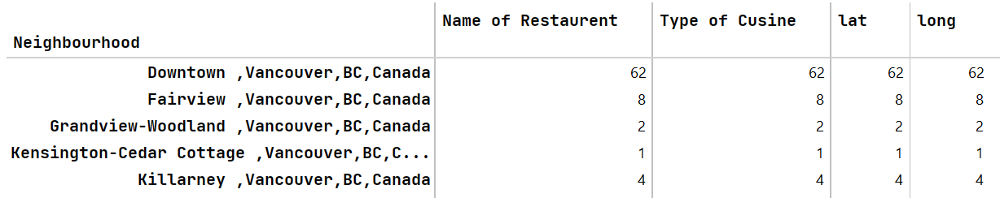 Name of Restaurent Type of Cusine lat long
Neighbourhood
Downtown ,Vancouver,BC,Canada 62 62 62 62
Fairview ,Vancouver,BC,Canada 8 8 8 8
Grandview-Woodland ,Vancouver,BC,Canada 2 2 2 2
Kensington-Cedar Cottage ,Vancouver,BC,C... 1 1 1 1
Killarney ,Vancouver,BC,Canada 4 4 4 4